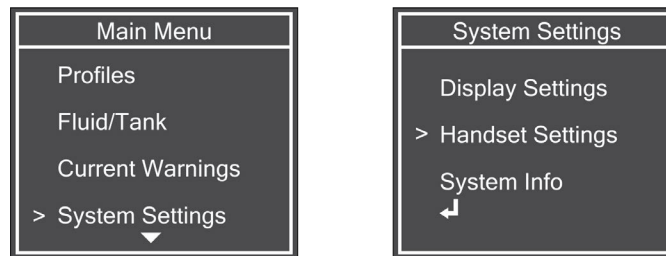 Main Menu
Profiles
Fluid/Tank
Current Warnings
> System Settings
System Settings
Display Settings
> Handset Settings
System Info